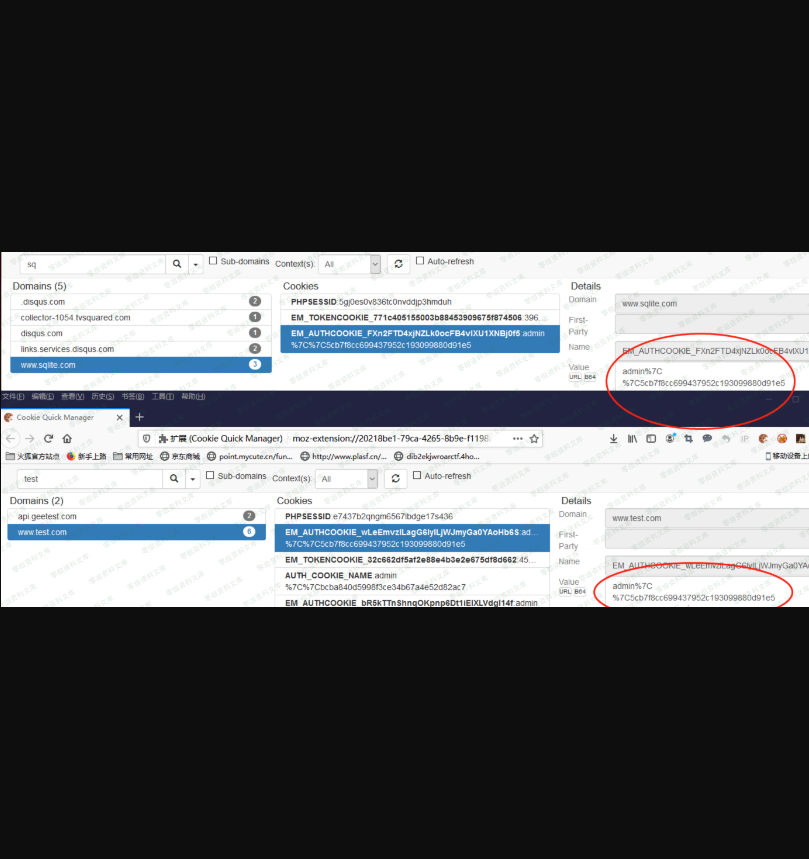 sq
Sub-domains
Context(s):
All
Auto-refresh
Domains (5)
.disqus.com
2
collector-1054.tvsquared.com
1
disqus.com
1
links.services.disqus.com
2
www.sqlite.com
3
Cookies
PHPSESSID:5gj0es0v836tc0nvddjp3hmduh
EM_TOKENCOOKIE_771c405155003b88453909675f874506:396...
EM_AUTHCOOKIE_FXn2FTD4xjNZLk0ocFB4vIXU1XNBj0f5:admin
%7C%7C5cb7f8cc699437952c193099880d91e5
Details
Domain
www.sqlite.com
First-
Party
Name
EM_AUTHCOOKIE_FXn2FTD4xjNZLk0ocFB4vIXU1
Value
URL B64
admin%7C
%7C5cb7f8cc699437952c193099880d91e5
文件(F) 编辑(E) 查看(V) 历史(S) 书签(B) 工具(T) 帮助(H)
Cookie Quick Manager
扩展 (Cookie Quick Manager)
moz-extension://20218be1-79ca-4265-8b9e-f1198
火狐官方站点
新手上路
常用网址
京东商城
point.mycute.cn/fun...
http://www.plasf.cn/...
dib2ekjwroarctf.4ho...
移动设备上
test
Sub-domains
Context(s):
All
Auto-refresh
Domains (2)
api.geetest.com
2
www.test.com
6
Cookies
PHPSESSID:e7437b2qngm6567lbdge17s436
EM_AUTHCOOKIE_wLeEmvziLagG6IyILjWJmyGa0YAoHb6S:ad...
%7C%7C5cb7f8cc699437952c193099880d91e5
EM_TOKENCOOKIE_32c662df5af2e88e4b3e2e675df8d662:45...
AUTH_COOKIE_NAME:admin
%7Cbcba840d5998f3ce34b67a4e52d82ac7
EM_AUTHCOOKIE_bR5kTTnShnqOKpnp6Dt1iEIXLVdgl14f:admin
Details
Domain
www.test.com
First-
Party
Name
EM_AUTHCOOKIE_wLeEmvziLagG6IyILjWJmyGa0YA
Value
URL B64
admin%7C
%7C5cb7f8cc699437952c193099880d91e5